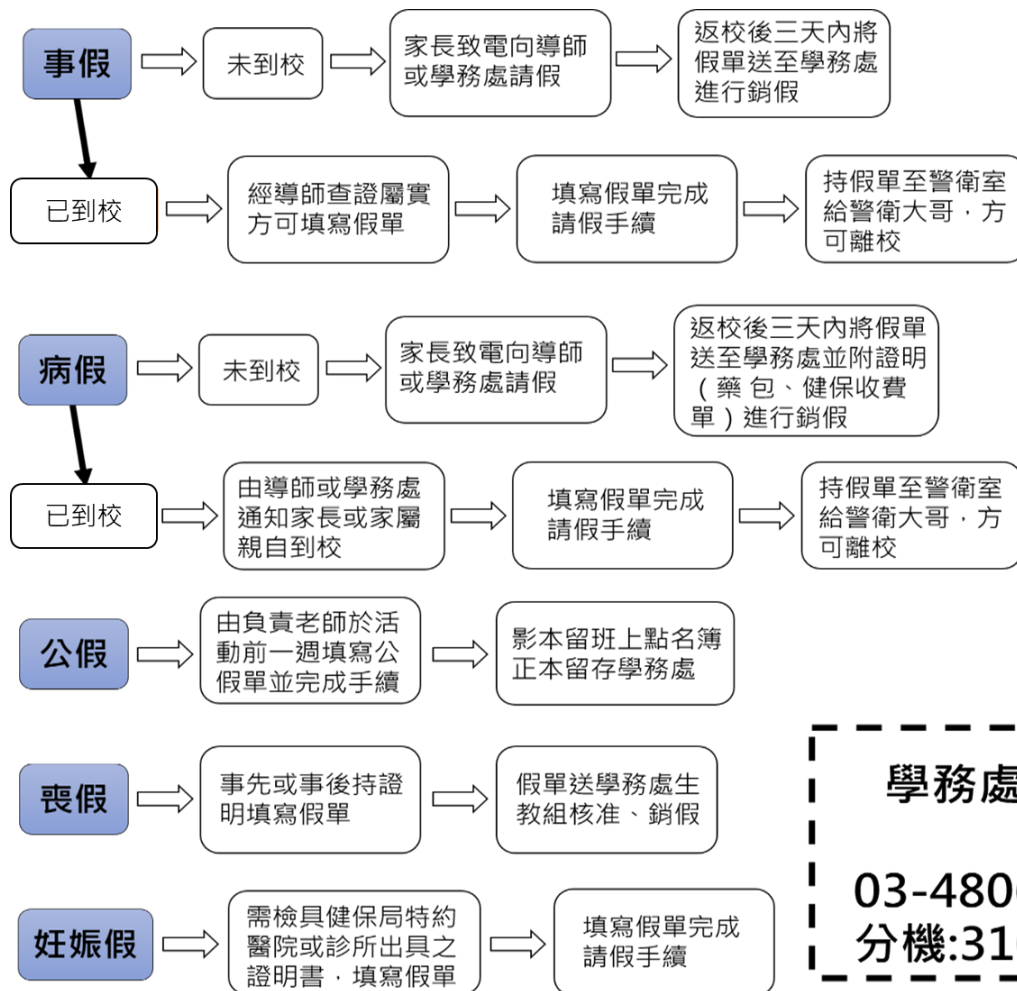 事假
未到校
家長致電向導師
或學務處請假
返校後三天內將
假單送至學務處
進行銷假
已到校
經導師查證屬實
方可填寫假單
填寫假單完成
請假手續
持假單至警衛室
給警衛大哥，方
可離校
病假
未到校
家長致電向導師
或學務處請假
返校後三天內將假單
送至學務處並附證明
（藥 包、健保收費
單）進行銷假
已到校
由導師或學務處
通知家長或家屬
親自到校
填寫假單完成
請假手續
持假單至警衛室
給警衛大哥，方
可離校
公假
由負責老師於活
動前一週填寫公
假單並完成手續
影本留班上點名簿
正本留存學務處
喪假
事先或事後持證
明填寫假單
假單送學務處生
教組核准、銷假
學務處
03-480
分機:31
妊娠假
需檢具健保局特約
醫院或診所出具之
證明書，填寫假單
填寫假單完成
請假手續